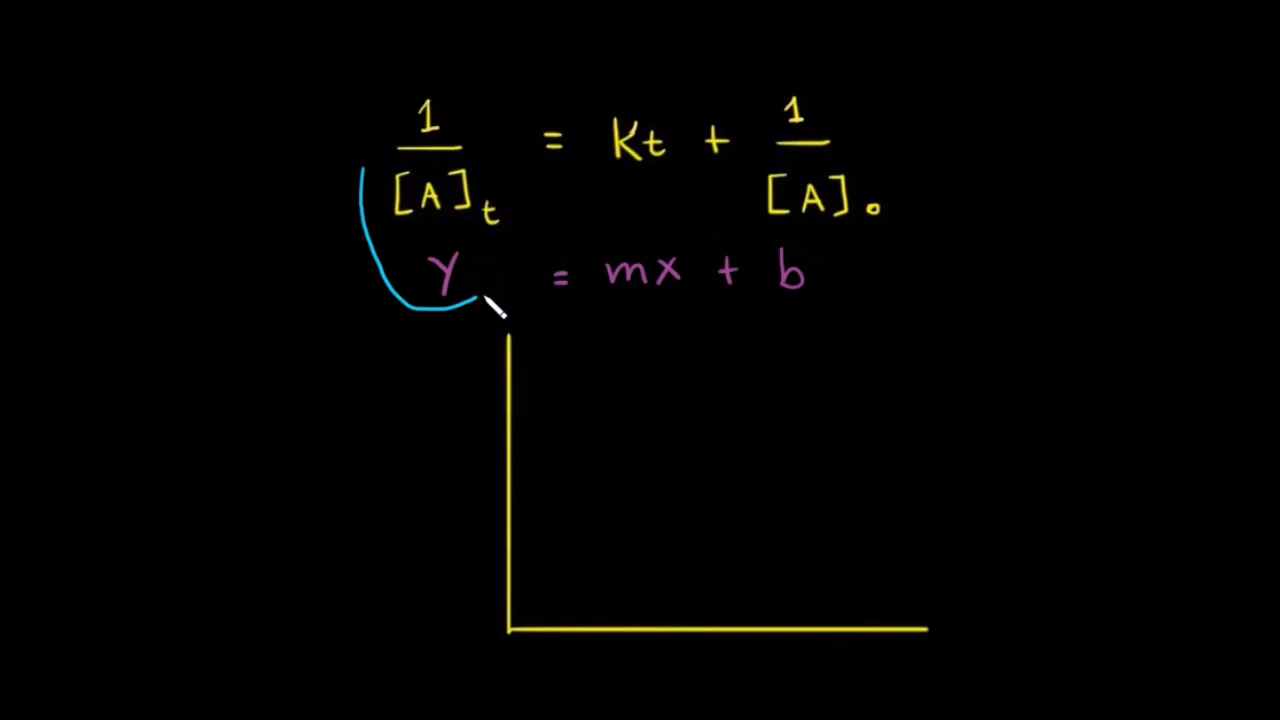 1/[A]t = Kt + 1/[A]₀
Y = mx + b